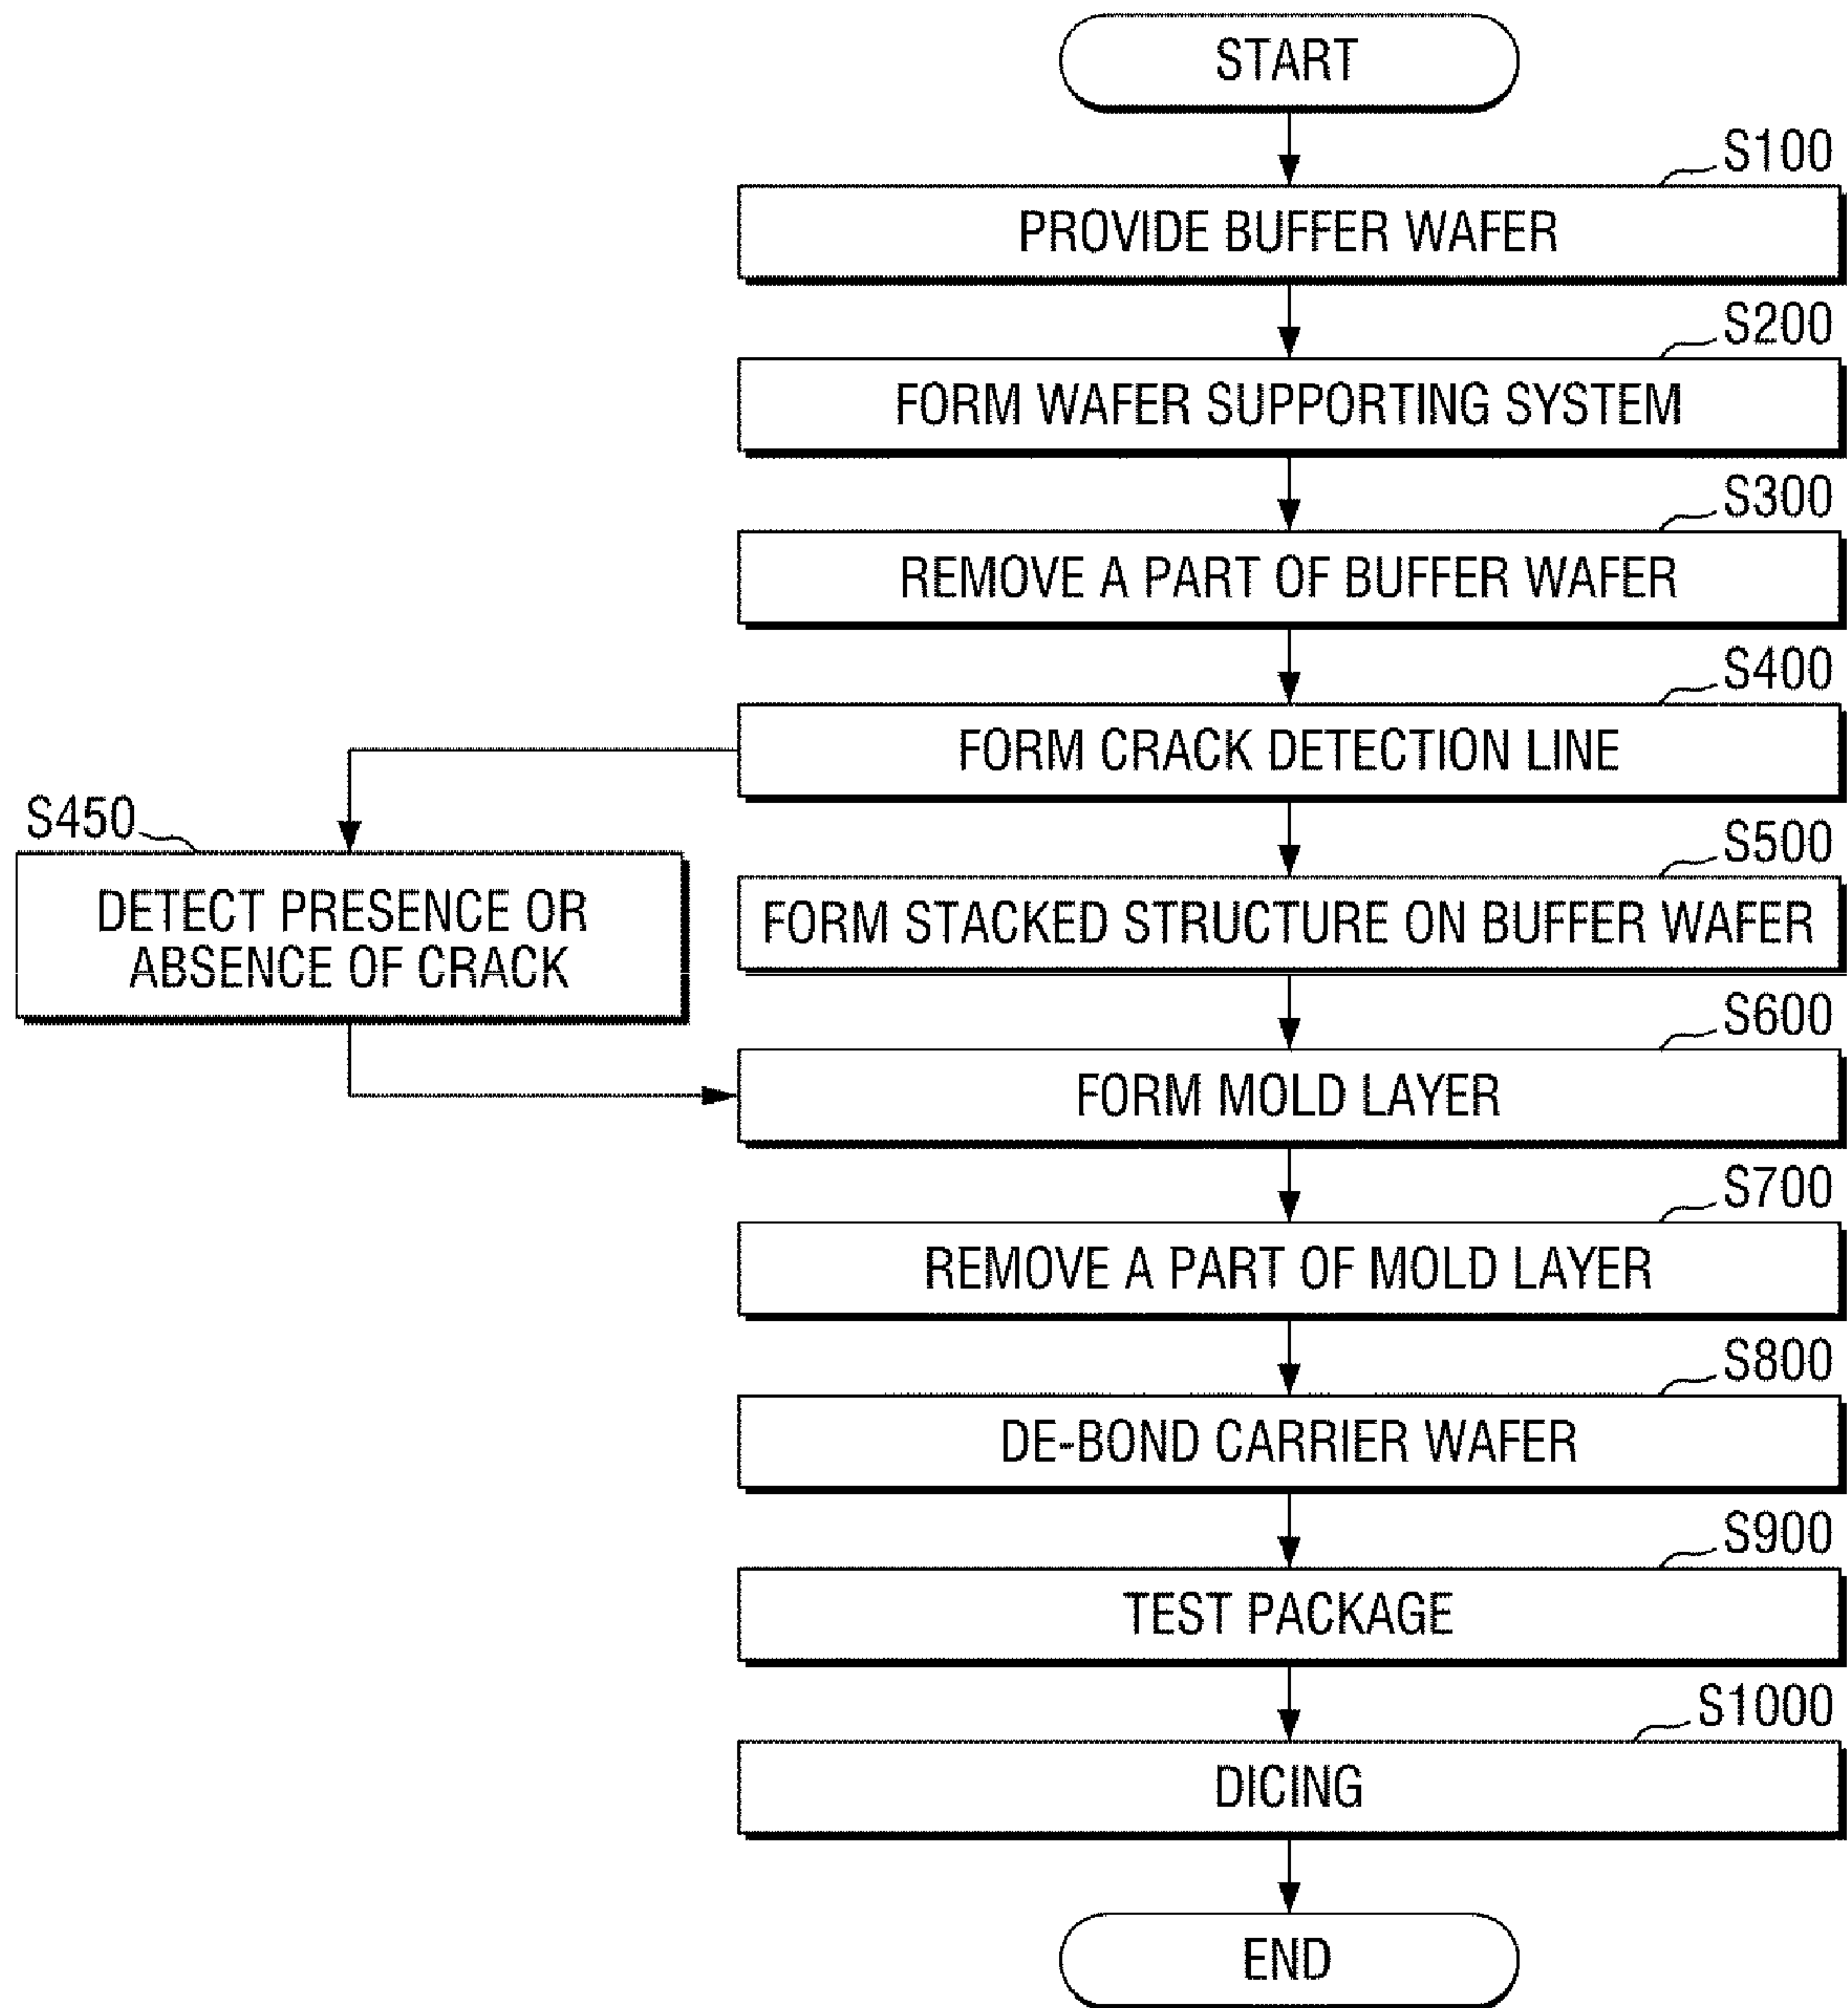 START
S100
PROVIDE BUFFER WAFER
S200
FORM WAFER SUPPORTING SYSTEM
S300
REMOVE A PART OF BUFFER WAFER
S400
FORM CRACK DETECTION LINE
S450
DETECT PRESENCE OR
ABSENCE OF CRACK
S500
FORM STACKED STRUCTURE ON BUFFER WAFER
S600
FORM MOLD LAYER
S700
REMOVE A PART OF MOLD LAYER
S800
DE-BOND CARRIER WAFER
S900
TEST PACKAGE
S1000
DICING
END